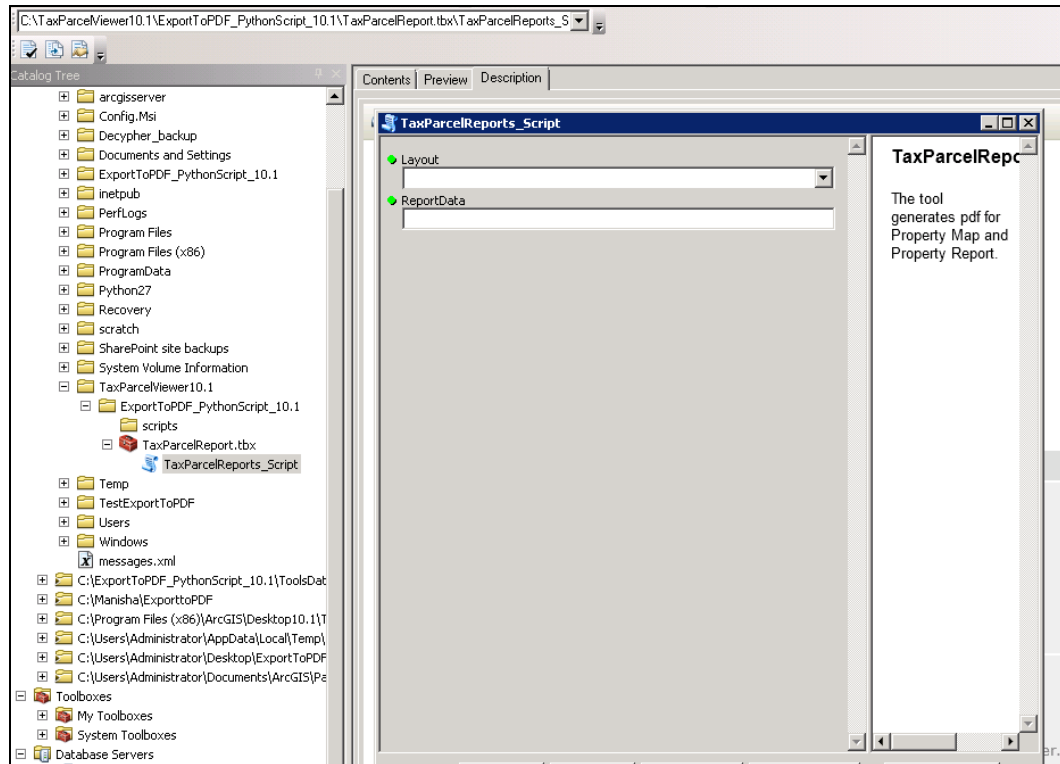 C:\TaxParcelViewer10.1\ExportToPDF_PythonScript_10.1\TaxParcelReport.tbx\TaxParcelReports_S
Catalog Tree
arcgisserver
Config.Msi
Decypher_backup
Documents and Settings
ExportToPDF_PythonScript_10.1
inetpub
PerfLogs
Program Files
Program Files (x86)
ProgramData
Python27
Recovery
scratch
SharePoint site backups
System Volume Information
TaxParcelViewer10.1
ExportToPDF_PythonScript_10.1
scripts
TaxParcelReport.tbx
TaxParcelReports_Script
Temp
TestExportToPDF
Users
Windows
messages.xml
C:\ExportToPDF_PythonScript_10.1\ToolsDat
C:\Manisha\ExporttoPDF
C:\Program Files (x86)\ArcGIS\Desktop10.1\T
C:\Users\Administrator\AppData\Local\Temp\
C:\Users\Administrator\Desktop\ExportToPDF
C:\Users\Administrator\Documents\ArcGIS\Pa
Toolboxes
My Toolboxes
System Toolboxes
Database Servers
Contents Preview Description
TaxParcelReports_Script
Layout
ReportData
TaxParcelRepo
The tool
generates pdf for
Property Map and
Property Report.
er.